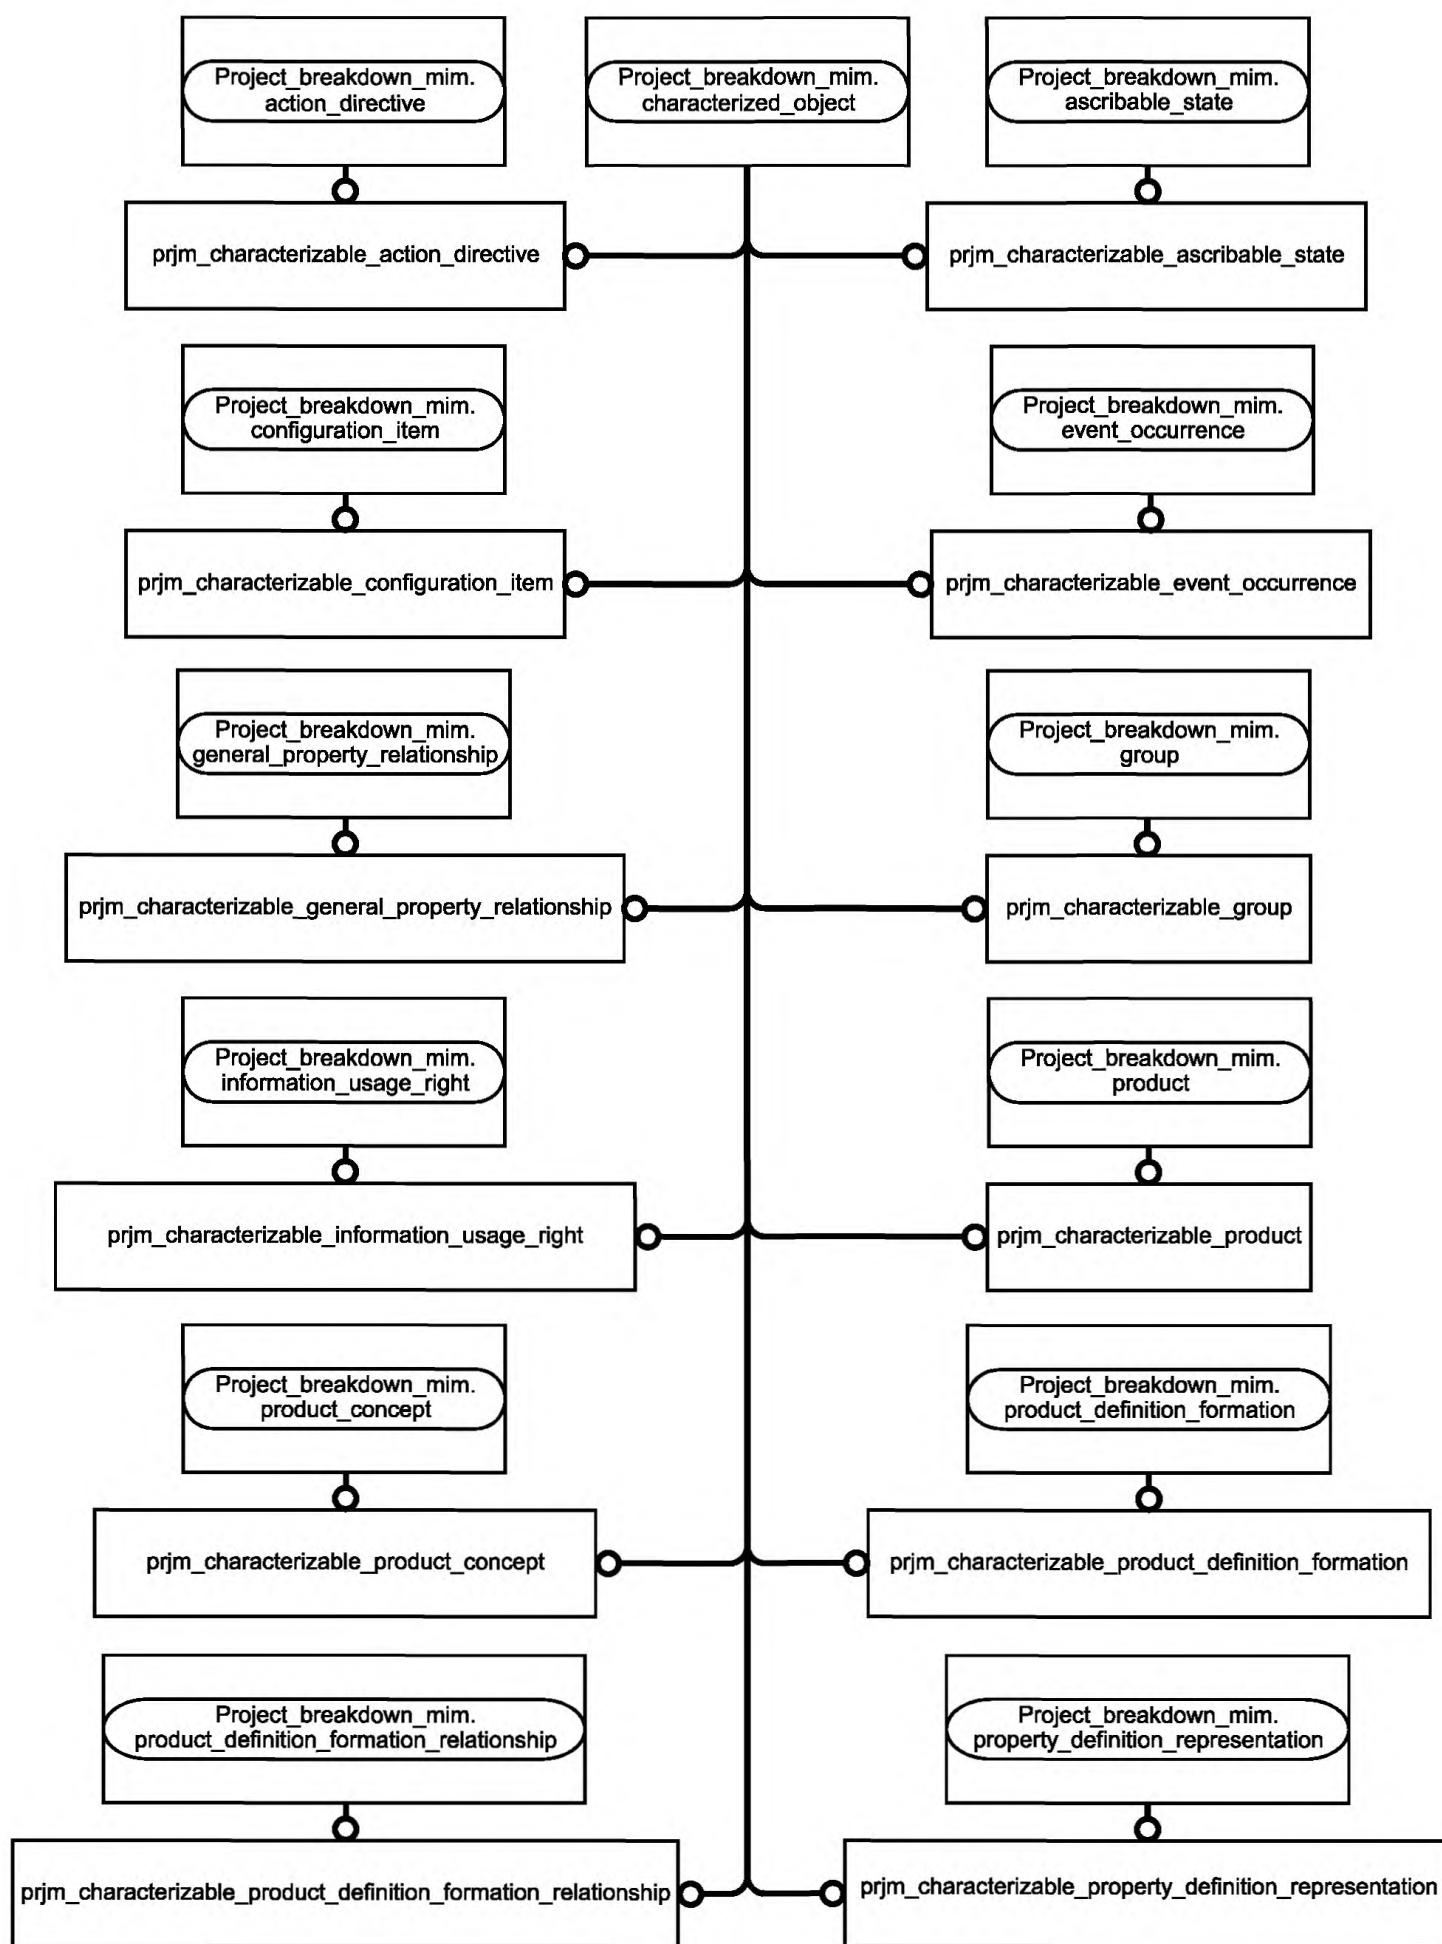 Project_breakdown_mim.
action_directive
Project_breakdown_mim.
characterized_object
Project_breakdown_mim.
ascribable_state
prjm_characterizable_action_directive
prjm_characterizable_ascribable_state
Project_breakdown_mim.
configuration_item
Project_breakdown_mim.
event_occurrence
prjm_characterizable_configuration_item
prjm_characterizable_event_occurrence
Project_breakdown_mim.
general_property_relationship
Project_breakdown_mim.
group
prjm_characterizable_general_property_relationship
prjm_characterizable_group
Project_breakdown_mim.
information_usage_right
Project_breakdown_mim.
product
prjm_characterizable_information_usage_right
prjm_characterizable_product
Project_breakdown_mim.
product_concept
Project_breakdown_mim.
product_definition_formation
prjm_characterizable_product_concept
prjm_characterizable_product_definition_formation
Project_breakdown_mim.
product_definition_formation_relationship
Project_breakdown_mim.
property_definition_representation
prjm_characterizable_product_definition_formation_relationship
prjm_characterizable_property_definition_representation